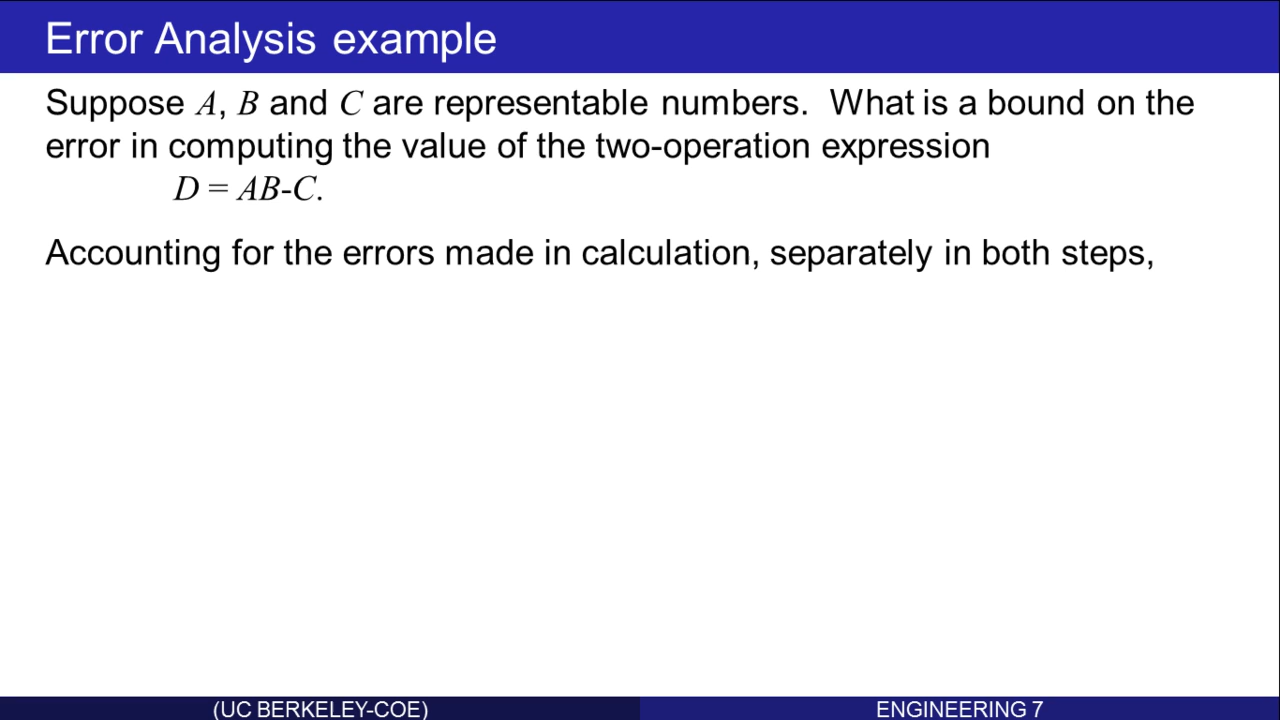 Error Analysis example
Suppose A, B and C are representable numbers. What is a bound on the
error in computing the value of the two-operation expression
D = AB-C.
Accounting for the errors made in calculation, separately in both steps,
(UC BERKELEY-COE)
ENGINEERING 7